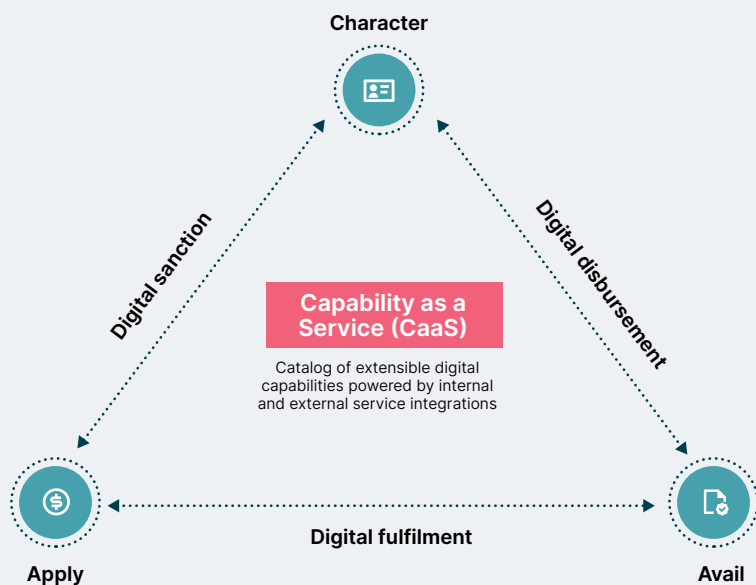 Character
Digital sanction
Digital disbursement
Capability as a
Service (CaaS)
Catalog of extensible digital
capabilities powered by internal
and external service integrations
Digital fulfilment
Apply
Avail